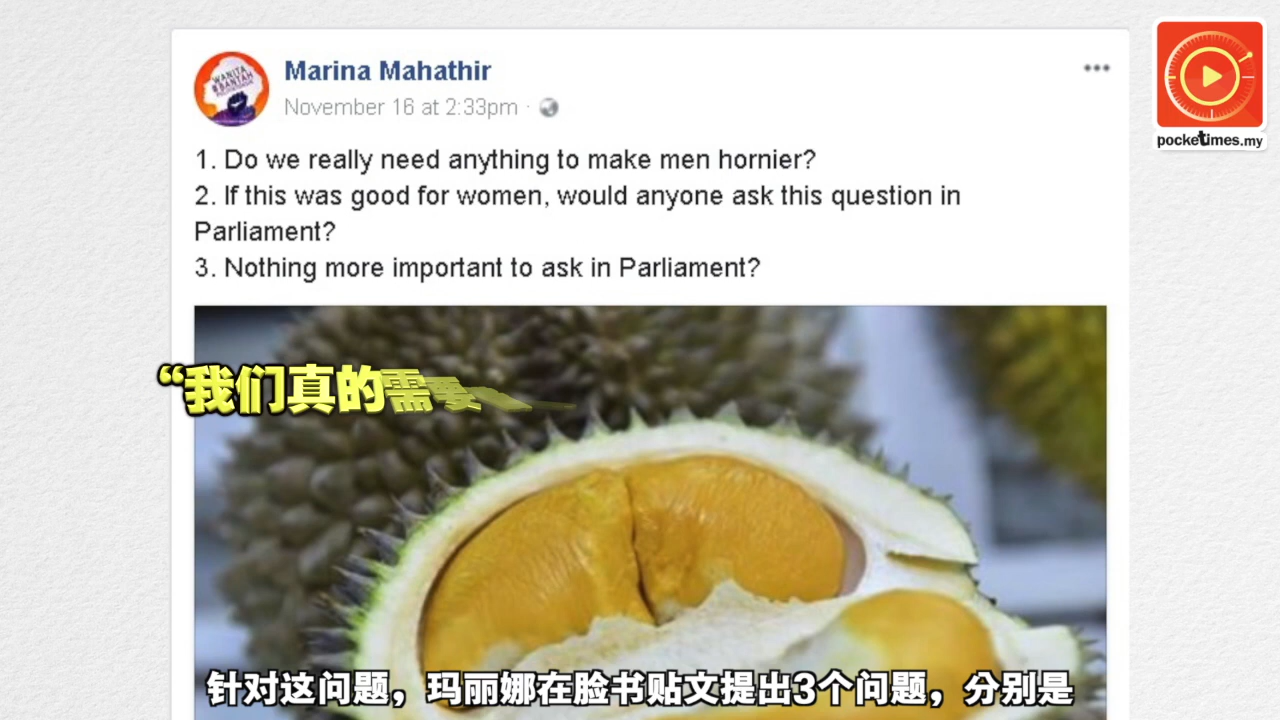 Marina Mahathir
November 16 at 2:33pm ·
pocketimes.my
1. Do we really need anything to make men hornier?
2. If this was good for women, would anyone ask this question in
Parliament?
3. Nothing more important to ask in Parliament?
“我们真的需要
针对这问题，玛丽娜在脸书贴文提出3个问题，分别是